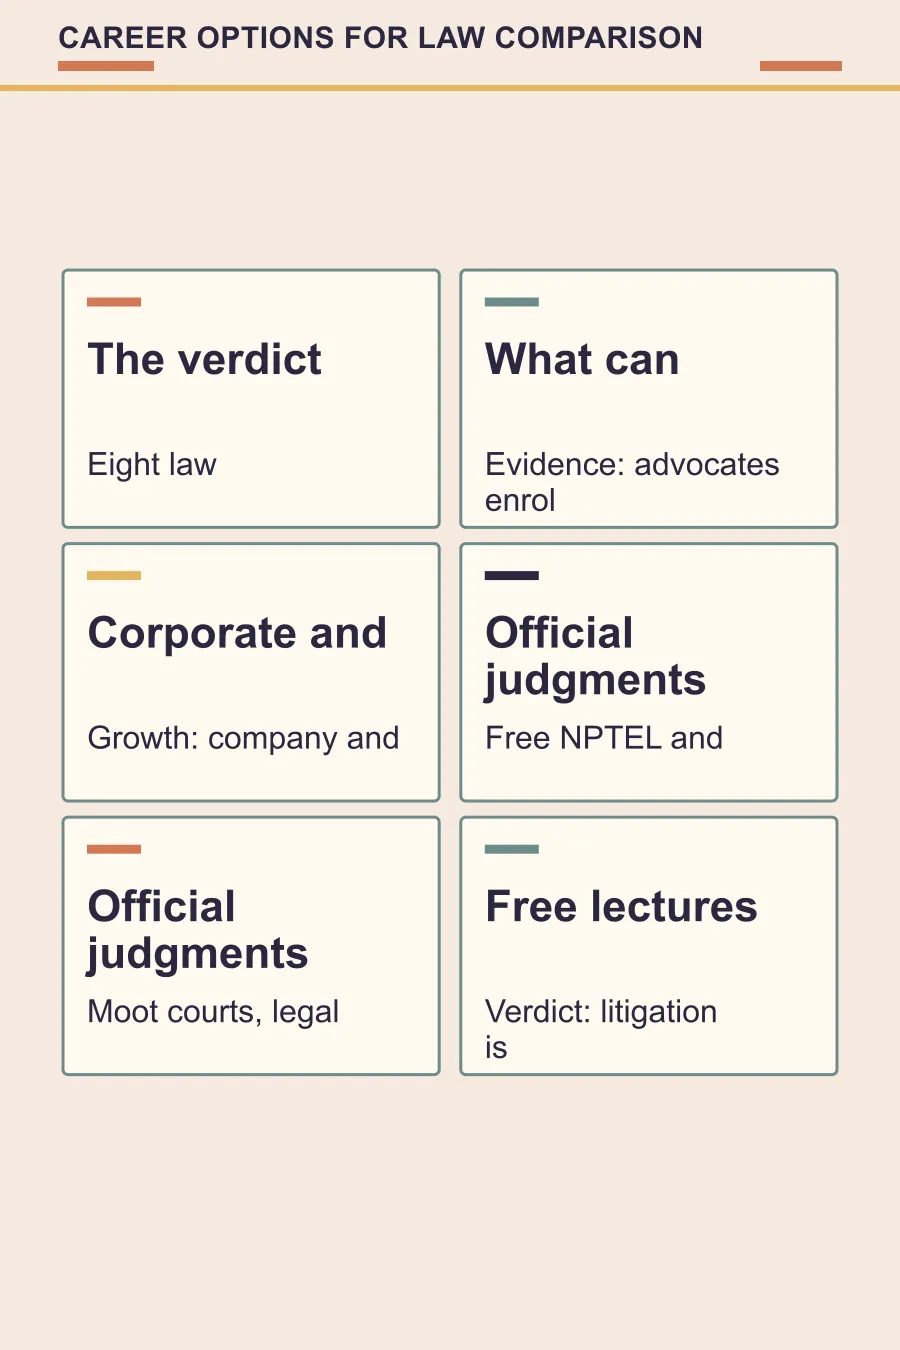 CAREER OPTIONS FOR LAW COMPARISON
The verdict
Eight law
What can
Evidence: advocates
enrol
Corporate and
Growth: company and
Official
judgments
Free NPTEL and
Official
judgments
Moot courts, legal
Free lectures
Verdict: litigation
is